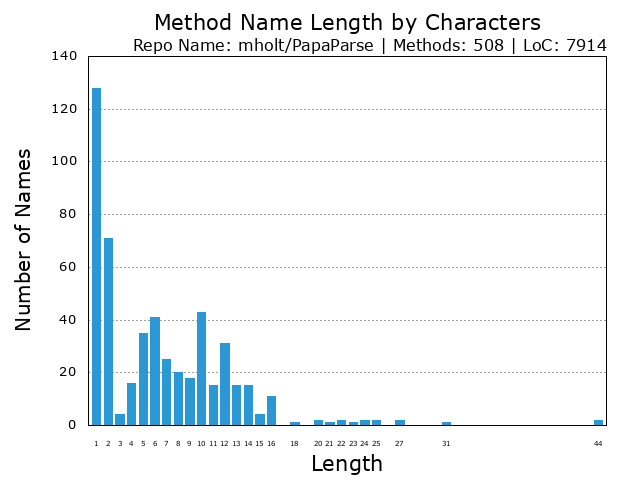 Method Name Length by Characters
Repo Name: mholt/PapaParse | Methods: 508 | LoC: 7914
Number of Names
140
120
100
80
60
40
20
0
1 2 3 4 5 6 7 8 9 10 11 12 13 14 15 16 18 20 21 22 23 24 25 27 31 44
Length